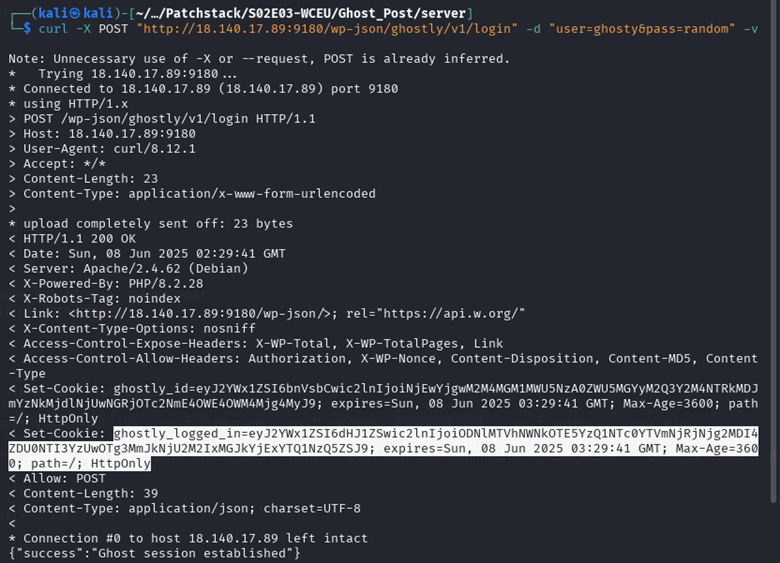 ┌──(kali㉿kali)-[~/…/Patchstack/S02E03-WCEU/Ghost_Post/server]
└─$ curl -X POST "http://18.140.17.89:9180/wp-json/ghostly/v1/login" -d "user=ghosty&pass=random" -v
Note: Unnecessary use of -X or --request, POST is already inferred.
*   Trying 18.140.17.89:9180...
* Connected to 18.140.17.89 (18.140.17.89) port 9180
* using HTTP/1.x
> POST /wp-json/ghostly/v1/login HTTP/1.1
> Host: 18.140.17.89:9180
> User-Agent: curl/8.12.1
> Accept: */*
> Content-Length: 23
> Content-Type: application/x-www-form-urlencoded
>
* upload completely sent off: 23 bytes
< HTTP/1.1 200 OK
< Date: Sun, 08 Jun 2025 02:29:41 GMT
< Server: Apache/2.4.62 (Debian)
< X-Powered-By: PHP/8.2.28
< X-Robots-Tag: noindex
< Link: <http://18.140.17.89:9180/wp-json/>; rel="https://api.w.org/"
< X-Content-Type-Options: nosniff
< Access-Control-Expose-Headers: X-WP-Total, X-WP-TotalPages, Link
< Access-Control-Allow-Headers: Authorization, X-WP-Nonce, Content-Disposition, Content-MD5, Content
-Type
< Set-Cookie: ghostly_id=eyJ2YWx1ZSI6bnVsbCwic2lnIjoiNjEwYjgwM2M4MGM1MWU5NzA0ZWU5MGYyM2Q3Y2M4NTRkMDJ
mYzNkMjdlNjUwNGRjOTc2NmE4OWE4OWM4Mjg4MyJ9; expires=Sun, 08 Jun 2025 03:29:41 GMT; Max-Age=3600; path
=/; HttpOnly
< Set-Cookie: ghostly_logged_in=eyJ2YWx1ZSI6dHJ1ZSwic2lnIjoiODNlMTVhNWNkOTE5YzQ1NTc0YTVmNjRjNjg2MDI4
ZDU0NTI3YzUwOTg3MmJkNjU2M2IxMGJkYjExYTQ1NzQ5ZSJ9; expires=Sun, 08 Jun 2025 03:29:41 GMT; Max-Age=360
0; path=/; HttpOnly
< Allow: POST
< Content-Length: 39
< Content-Type: application/json; charset=UTF-8
<
* Connection #0 to host 18.140.17.89 left intact
{"success":"Ghost session established"}